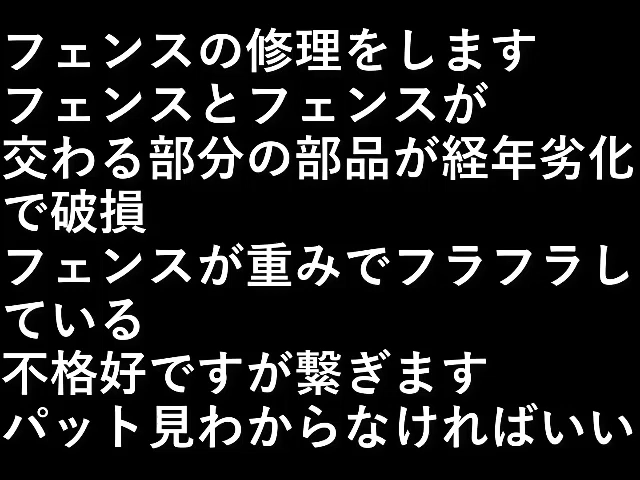 フェンスの修理をします
フェンスとフェンスが
交わる部分の部品が経年劣化
で破損
フェンスが重みでフラフラし
ている
不格好ですが繋ぎます
パット見わからなければいい